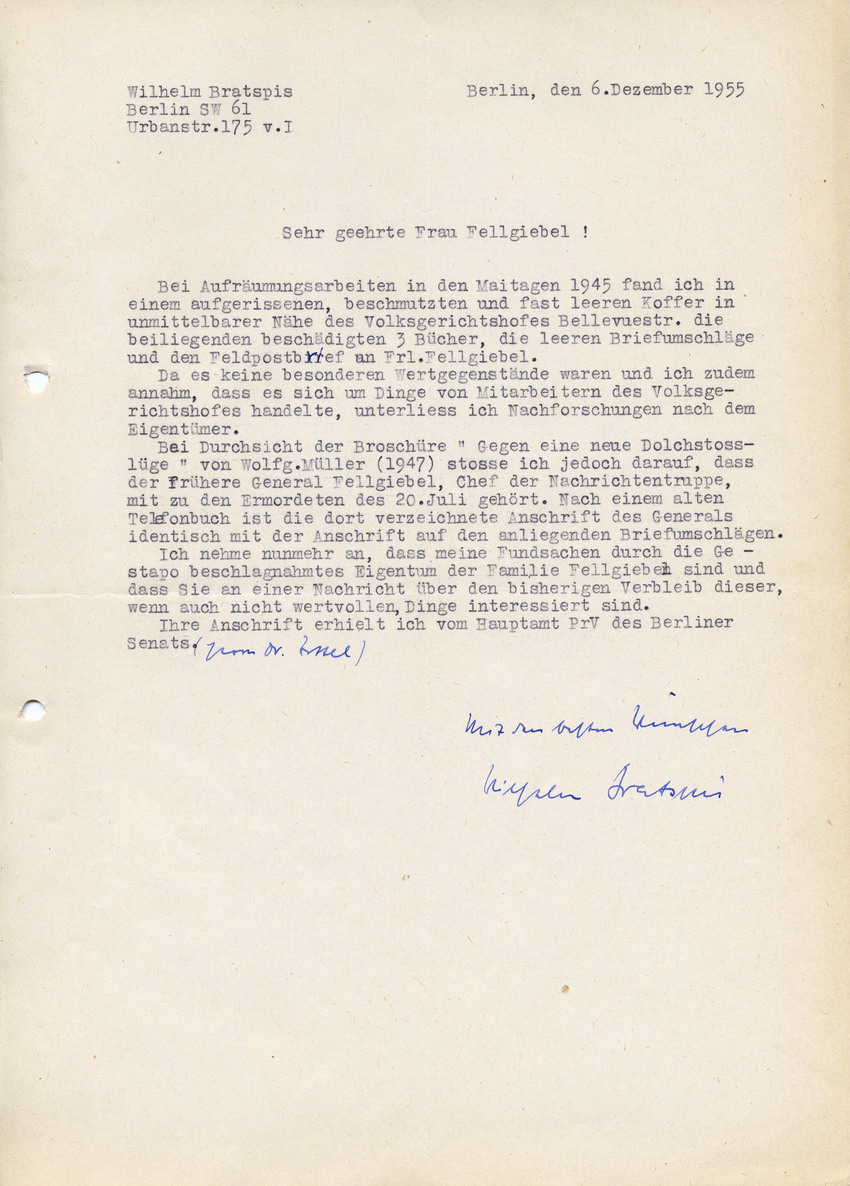 Wilhelm Bratspis
Berlin SW 61
Urbanstr.175 v.I
Berlin, den 6.Dezember 1955
Sehr geehrte Frau Fellgiebel !
Bei Aufräumungsarbeiten in den Maitagen 1945 fand ich in
einem aufgerissenen, beschmutzten und fast leeren Koffer in
unmittelbarer Nähe des Volksgerichtshofes Bellevuestr. die
beiliegenden beschädigten 3 Bücher, die leeren Briefumschläge
und den Feldpostbrief an Frl.Fellgiebel.
Da es keine besonderen Wertgegenstände waren und ich zudem
annahm, dass es sich um Dinge von Mitarbeitern des Volksge-
richtshofes handelte, unterliess ich Nachforschungen nach dem
Eigentümer.
Bei Durchsicht der Broschüre " Gegen eine neue Dolchstoss-
lüge " von Wolfg.Müller (1947) stosse ich jedoch darauf, dass
der frühere General Fellgiebel, Chef der Nachrichtentruppe,
mit zu den Ermordeten des 20.Juli gehört. Nach einem alten
Telefonbuch ist die dort verzeichnete Anschrift des Generals
identisch mit der Anschrift auf den anliegenden Briefumschlägen.
Ich nehme nunmehr an, dass meine Fundsachen durch die Ge -
stapo beschlagnahmtes Eigentum der Familie Fellgiebel sind und
dass Sie an einer Nachricht über den bisherigen Verbleib dieser,
wenn auch nicht wertvollen, Dinge interessiert sind.
Ihre Anschrift erhielt ich vom Hauptamt PrV des Berliner
Senats. ( Dr. )
Mit den besten Wünschen
Wilhelm Bratspis